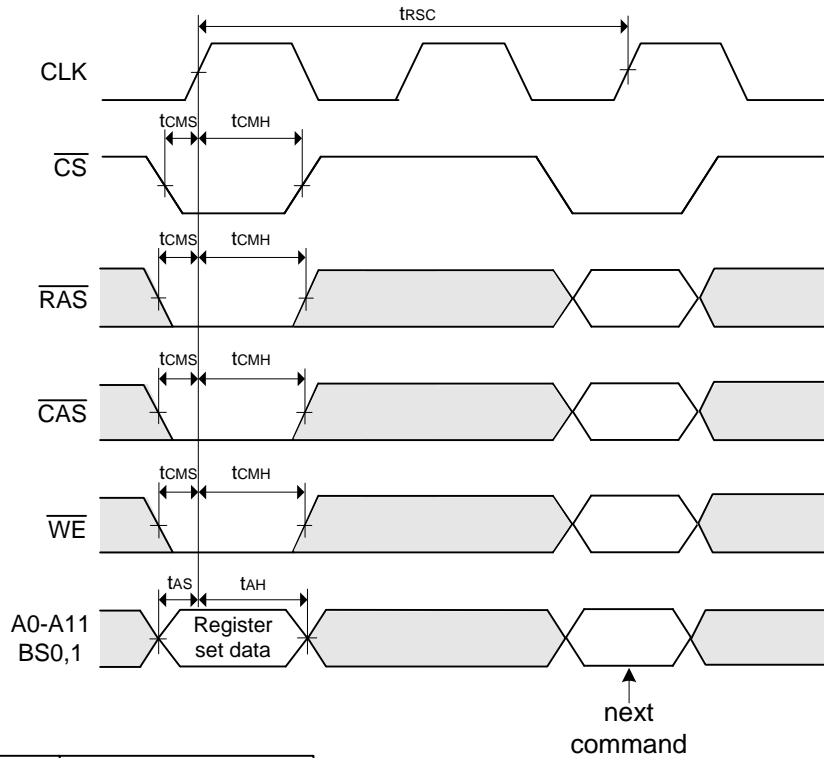 tRSC
CLK
tCMS tCMH
CS
tCMS tCMH
RAS
tCMS tCMH
CAS
tCMS tCMH
WE
tAS tAH
A0-A11
BS0,1
Register
set data
next
command